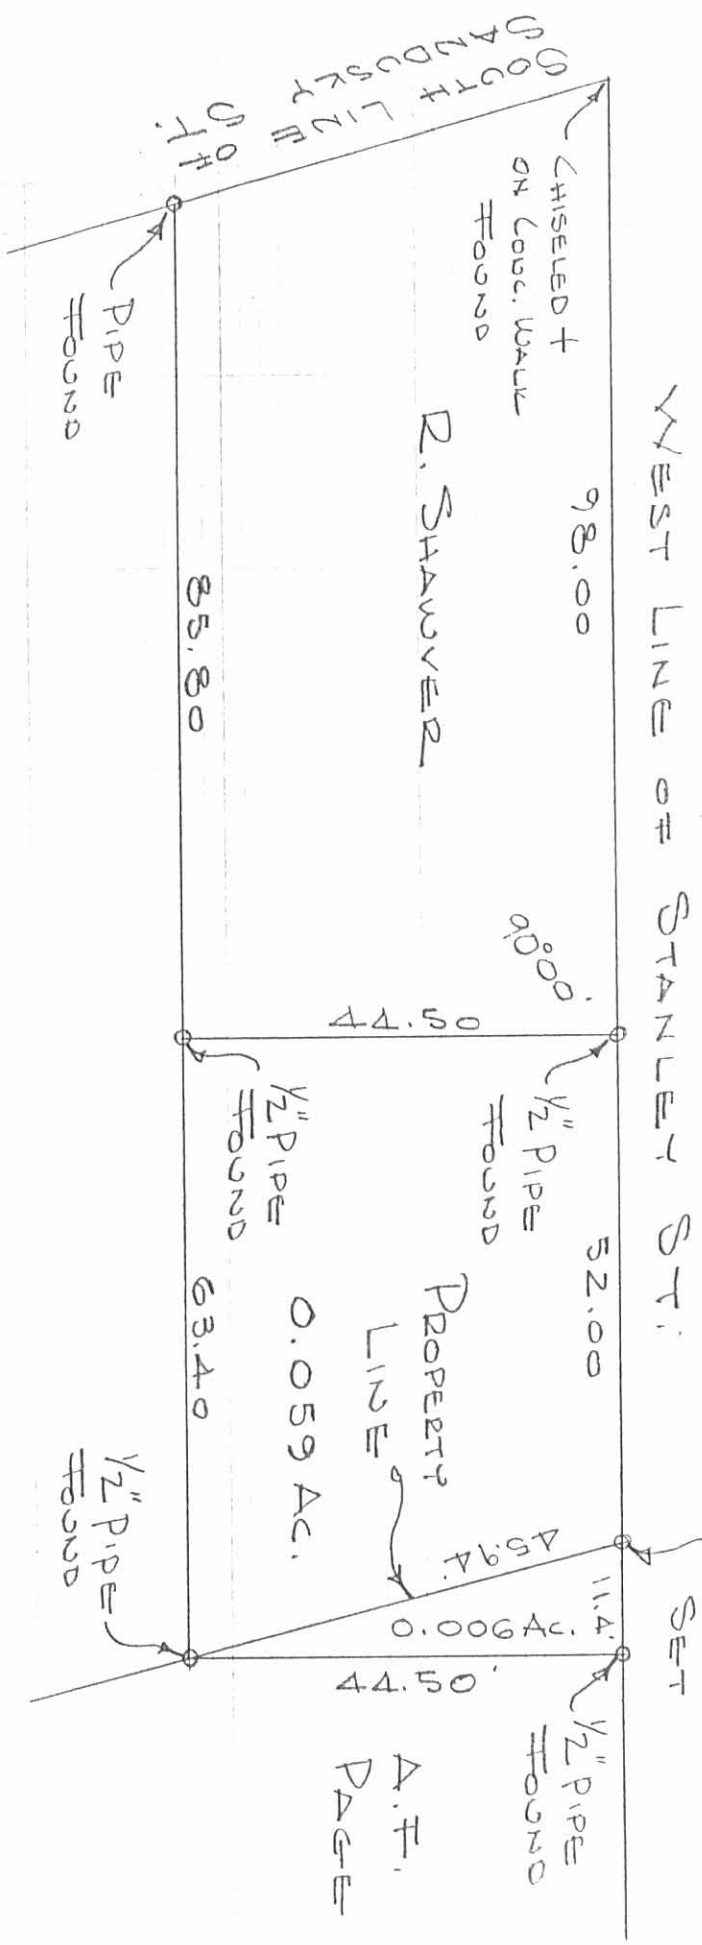 WEST LINE OF STANLEY ST.
SOUTH LINE OF
SANDUSKY ST.
CHISELED +
ON CONC. WALK
FOUND
98.00
R. SHAWVER
PIPE
FOUND
85.80
90°00'
44.50
1/2" PIPE
FOUND
1/2" PIPE
FOUND
52.00
PROPERTY
LINE
0.059 AC.
63.40
SET
11.4'
45.94'
0.006 AC.
44.50'
1/2" PIPE
FOUND
1/2" PIPE
FOUND
A.F.
PAGE